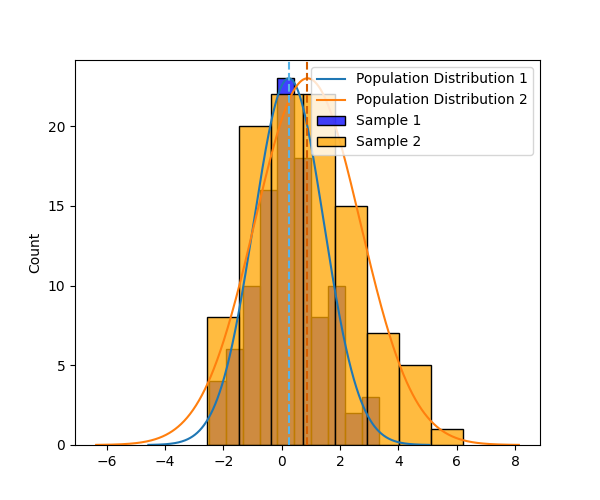 Population Distribution 1
Population Distribution 2
Sample 1
Sample 2
Count
20
15
10
5
0
−6 −4 −2 0 2 4 6 8